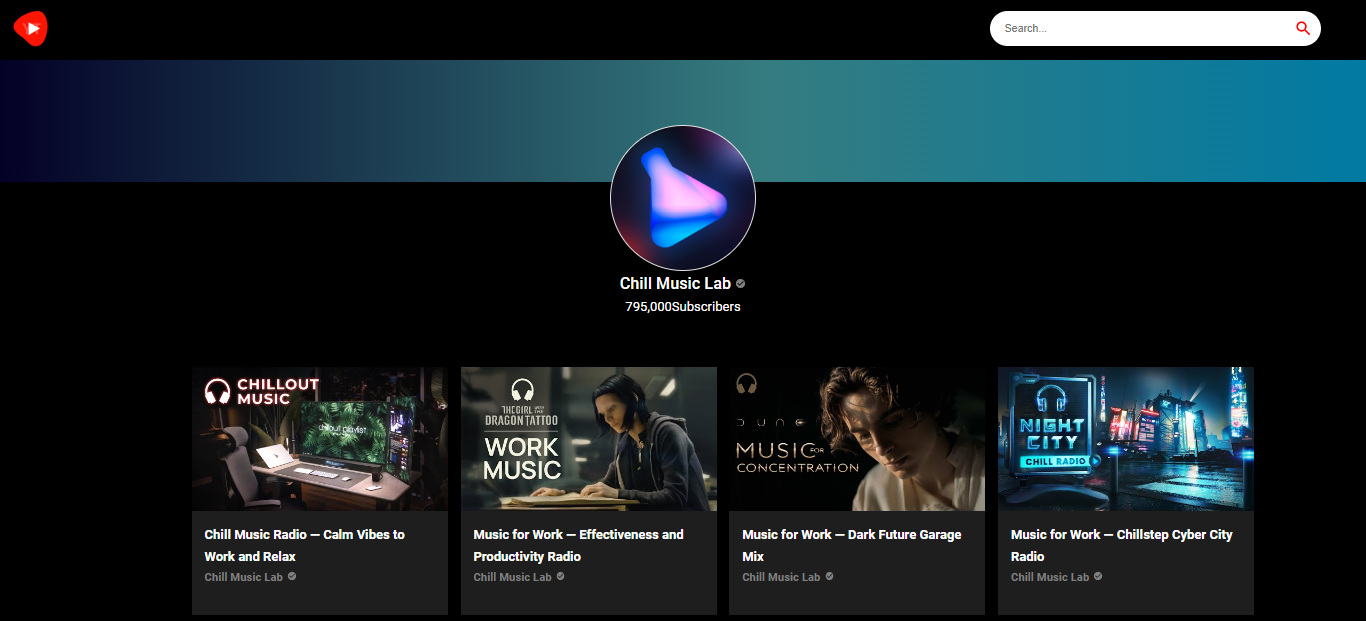 Search...
Chill Music Lab
795,000Subscribers
CHILLOUT
MUSIC
chillout playlist
THE GIRL WITH THE
DRAGON TATTOO
WORK
MUSIC
DUNE
MUSIC FOR
CONCENTRATION
NIGHT
CITY
CHILL RADIO
Chill Music Radio — Calm Vibes to
Work and Relax
Chill Music Lab
Music for Work — Effectiveness and
Productivity Radio
Chill Music Lab
Music for Work — Dark Future Garage
Mix
Chill Music Lab
Music for Work — Chillstep Cyber City
Radio
Chill Music Lab